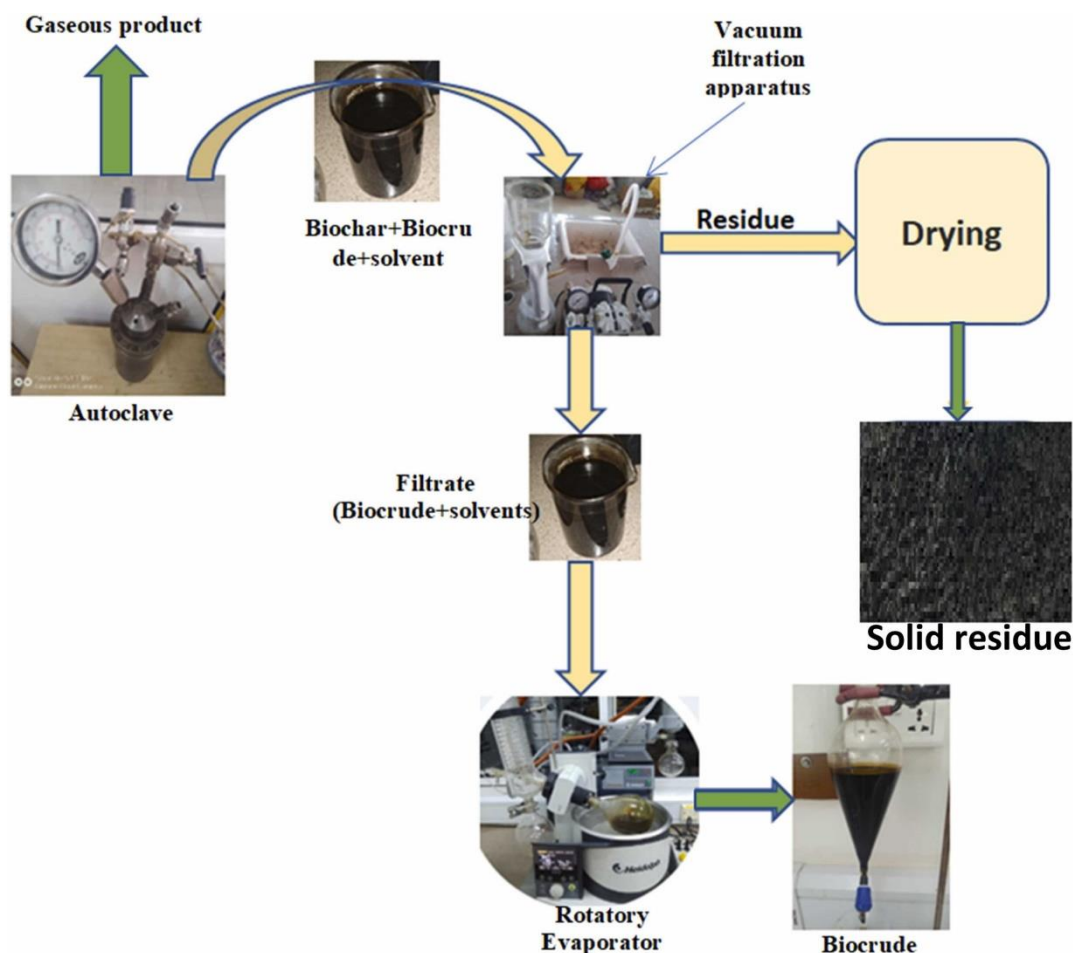 Gaseous product
Vacuum
filtration
apparatus
Biochar+Biocru
de+solvent
Residue
Drying
Autoclave
Filtrate
(Biocrude+solvents)
Solid residue
Heidolph
Rotatory
Evaporator
Biocrude